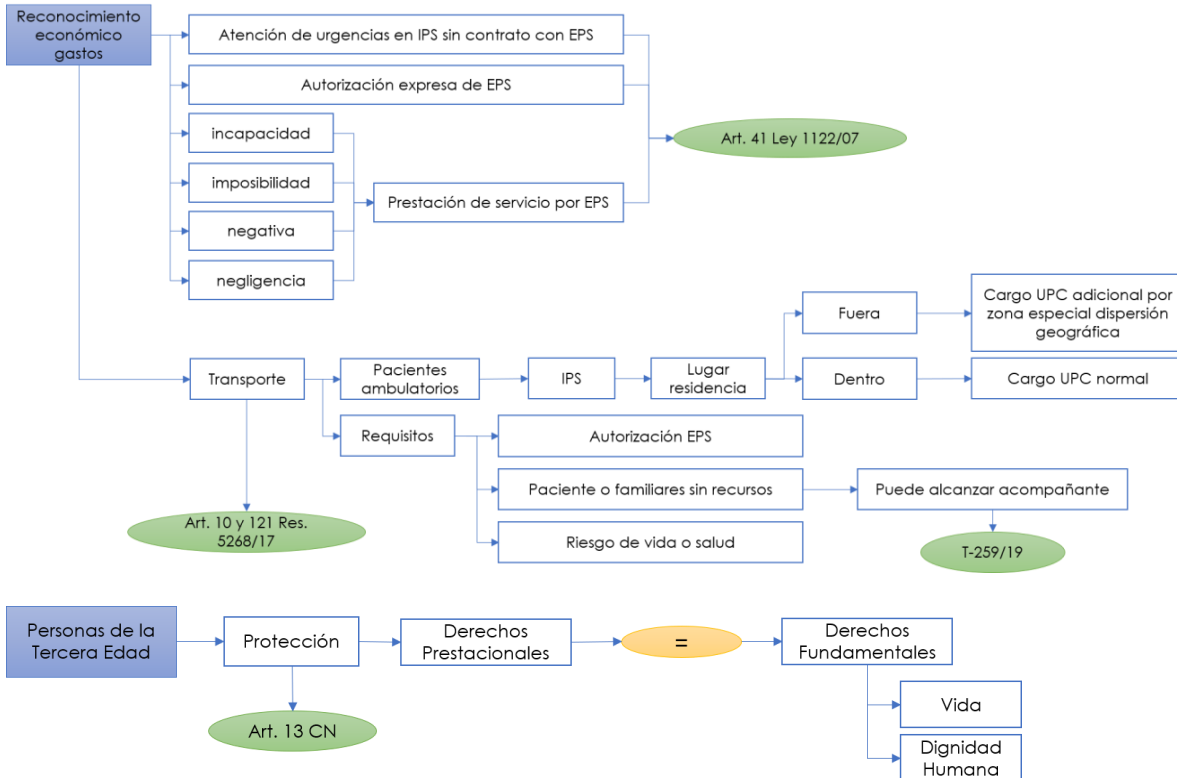 Reconocimiento
económico
gastos
Atención de urgencias en IPS sin contrato con EPS
Autorización expresa de EPS
incapacidad
imposibilidad
negativa
negligencia
Prestación de servicio por EPS
Art. 41 Ley 1122/07
Transporte
Pacientes
ambulatorios
IPS
Lugar
residencia
Fuera
Cargo UPC adicional por
zona especial dispersión
geográfica
Dentro
Cargo UPC normal
Requisitos
Autorización EPS
Paciente o familiares sin recursos
Puede alcanzar acompañante
Riesgo de vida o salud
Art. 10 y 121 Res.
5268/17
T-259/19
Personas de la
Tercera Edad
Protección
Derechos
Prestacionales
=
Derechos
Fundamentales
Art. 13 CN
Vida
Dignidad
Humana